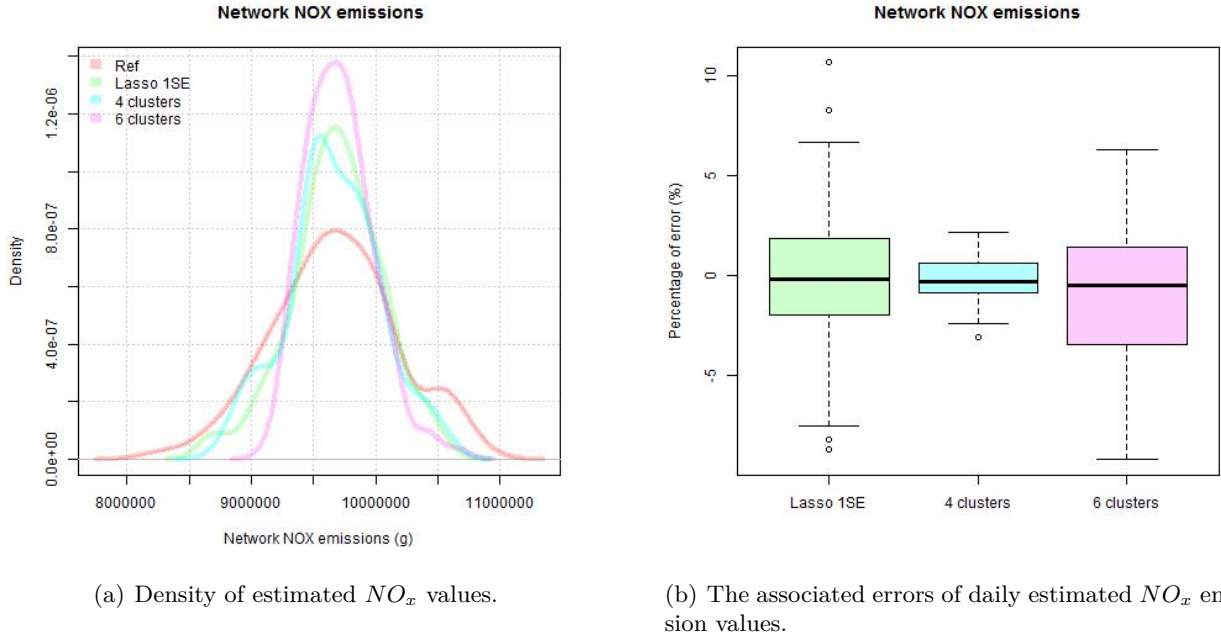 Network NOX emissions
Ref
Lasso 1SE
4 clusters
6 clusters
Density
0.0e+00
4.0e-07
8.0e-07
1.2e-06
8000000
9000000
10000000
11000000
Network NOX emissions (g)
(a) Density of estimated NOx values.
Network NOX emissions
Percentage of error (%)
10
5
0
-5
Lasso 1SE
4 clusters
6 clusters
(b) The associated errors of daily estimated NOx en
sion values.